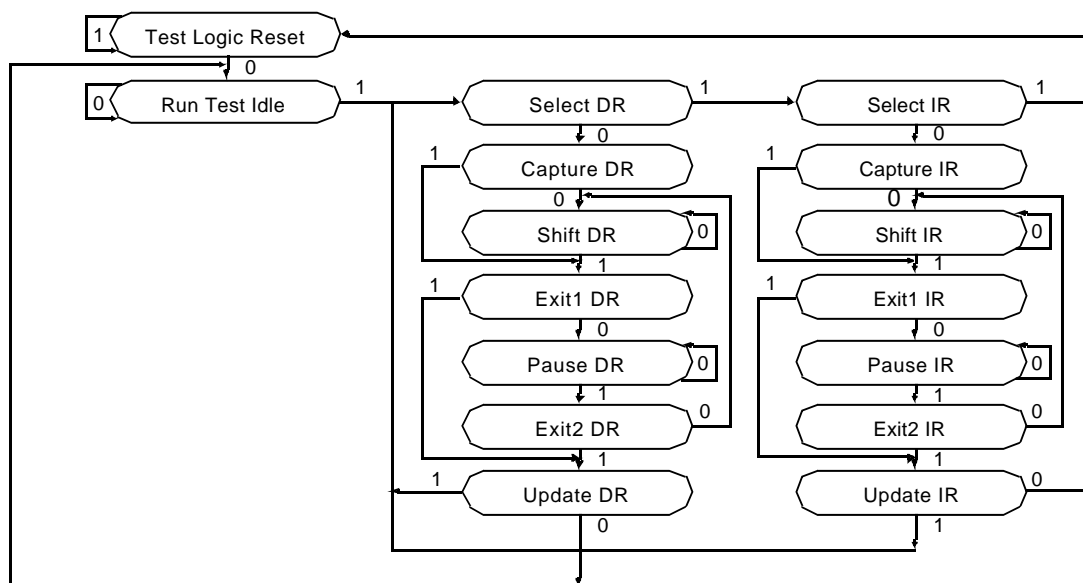 1 Test Logic Reset
0
0 Run Test Idle 1
Select DR 1
Select IR 1
0
0
1 Capture DR
1 Capture IR
0
0
Shift DR 0
Shift IR 0
1
1
1 Exit1 DR
1 Exit1 IR
0
0
Pause DR 0
Pause IR 0
1
1
Exit2 DR 0
Exit2 IR 0
1
1
1 Update DR
Update IR 0
0
1